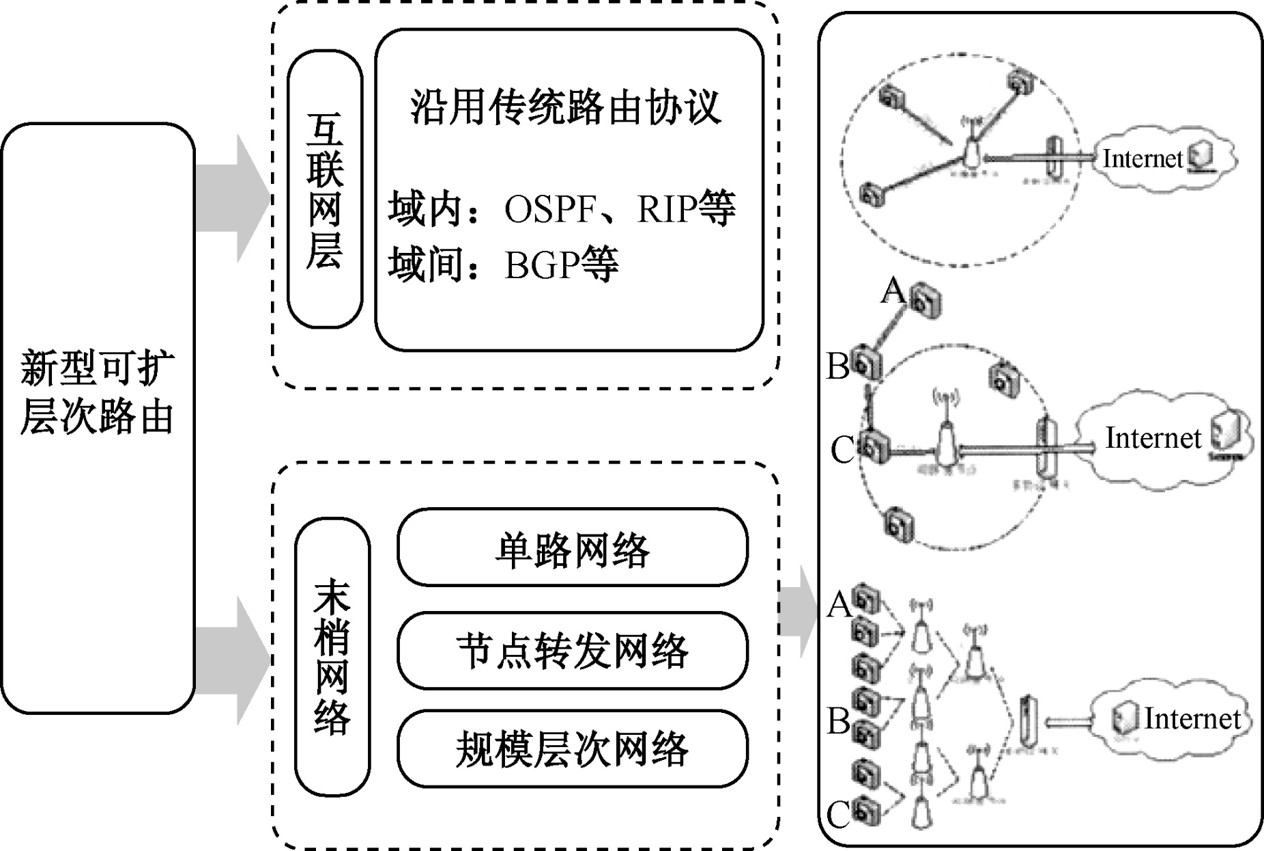 新型可扩
层次路由
互联网层
沿用传统路由协议
域内：OSPF、RIP等
域间：BGP等
末梢网络
单路网络
节点转发网络
规模层次网络
Internet
A
B
C
Internet
A
B
C
Internet